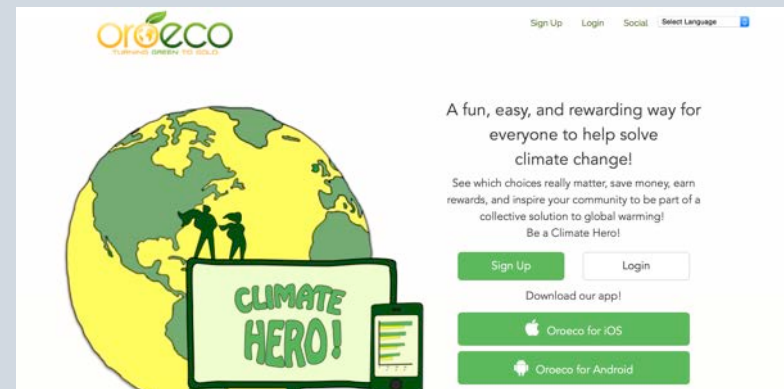 oroeco
TURNING GREEN TO GOLD
Sign Up Login Social Select Language
A fun, easy, and rewarding way for
everyone to help solve
climate change!
See which choices really matter, save money, earn
rewards, and inspire your community to be part of a
collective solution to global warming!
Be a Climate Hero!
Sign Up Login
Download our app!
Oroeco for iOS
Oroeco for Android
CLIMATE
HERO!